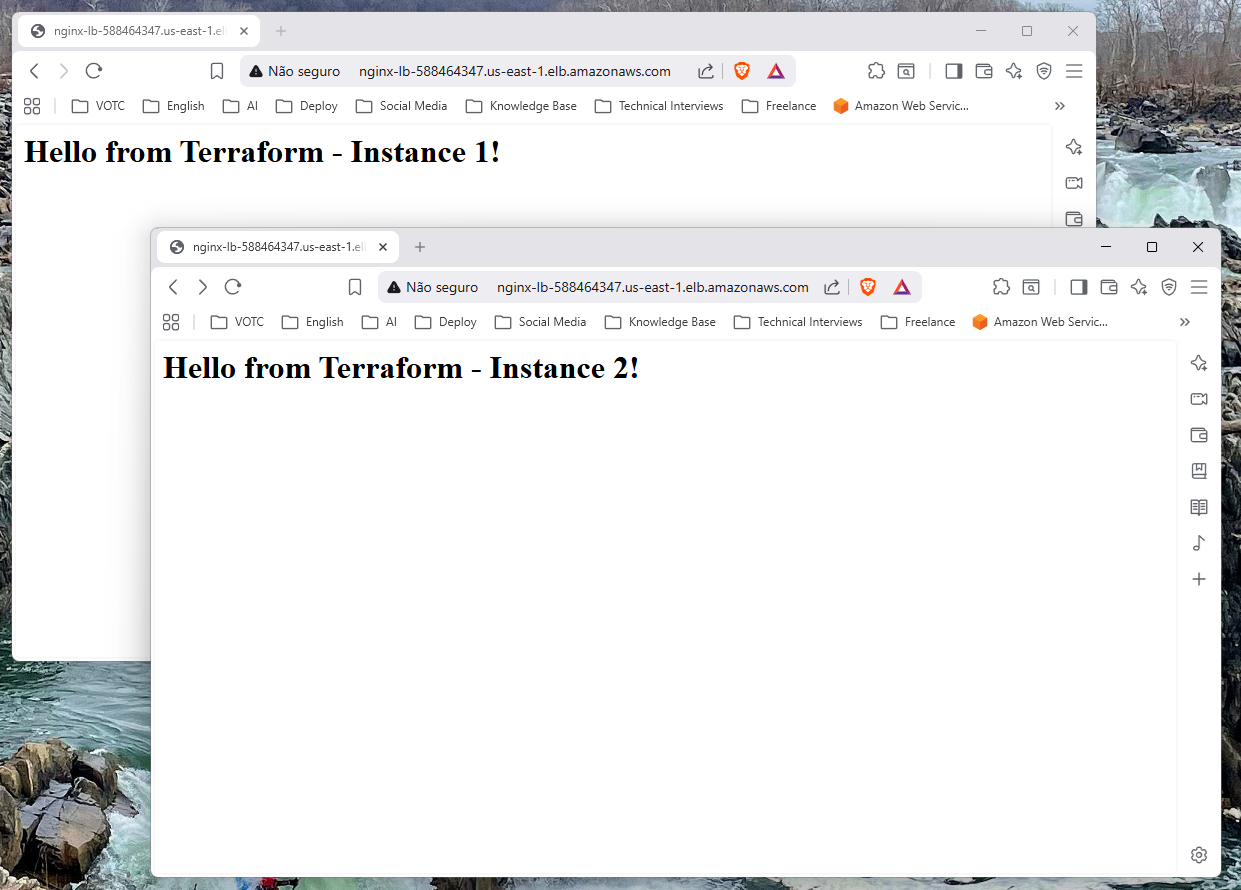 nginx-lb-588464347.us-east-1.el
Não seguro nginx-lb-588464347.us-east-1.elb.amazonaws.com
VOTC English AI Deploy Social Media Knowledge Base Technical Interviews Freelance Amazon Web Servic...
Hello from Terraform - Instance 1!
nginx-lb-588464347.us-east-1.el
Não seguro nginx-lb-588464347.us-east-1.elb.amazonaws.com
VOTC English AI Deploy Social Media Knowledge Base Technical Interviews Freelance Amazon Web Servic...
Hello from Terraform - Instance 2!